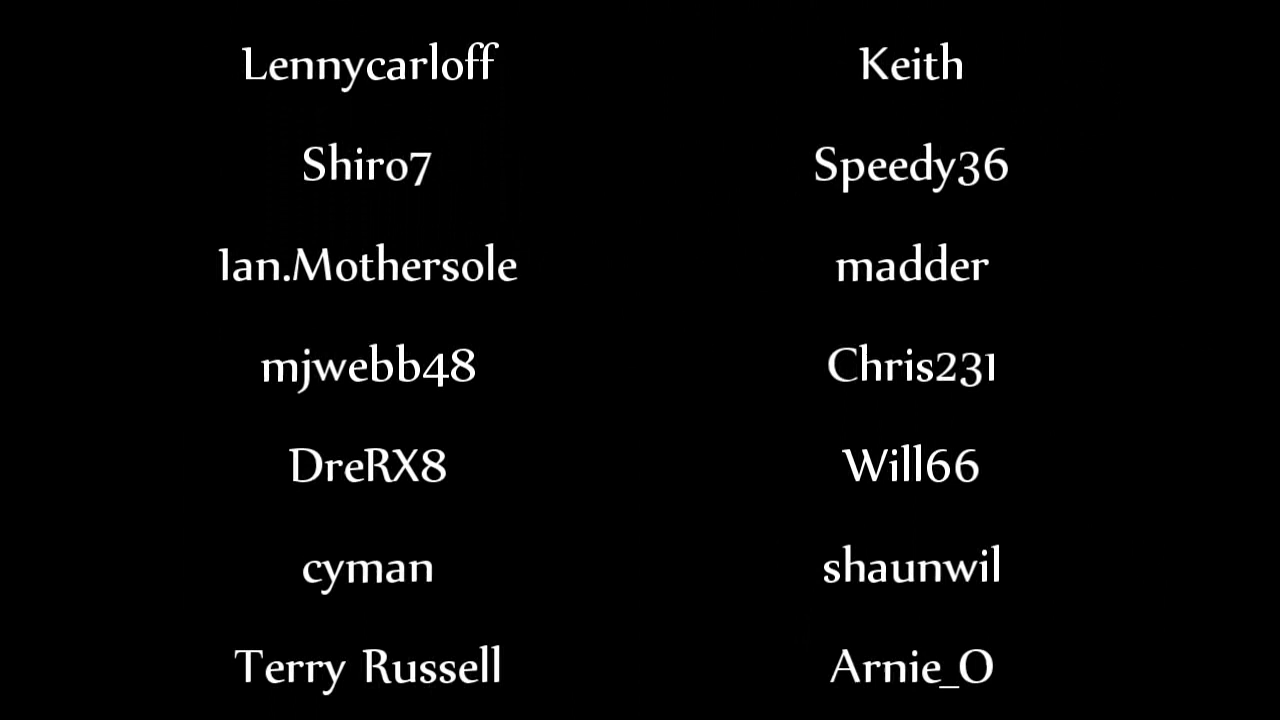 Lennycarloff Keith
Shiro7 Speedy36
Ian.Mothersole madder
mjwebb48 Chris231
DreRX8 Will66
cyman shaunwil
Terry Russell Arnie_O